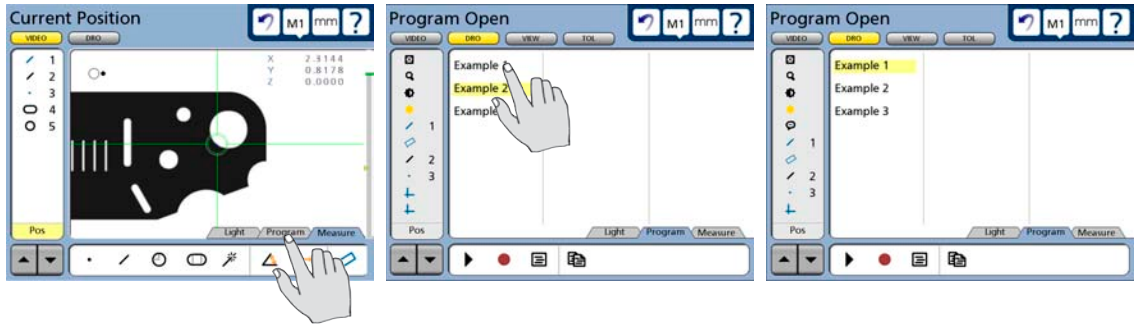 Current Position
M1 mm ?
VIDEO DRO
1
2
3
4
5
X 2.3144
Y 0.8178
Z 0.0000
Pos
Light Program Measure
Program Open
M1 mm ?
VIDEO DRO VIEW TOL
Example
Example 2
Example
1
2
3
Pos
Light Program Measure
Program Open
M1 mm ?
VIDEO DRO VIEW TOL
Example 1
Example 2
Example 3
1
2
3
Pos
Light Program Measure